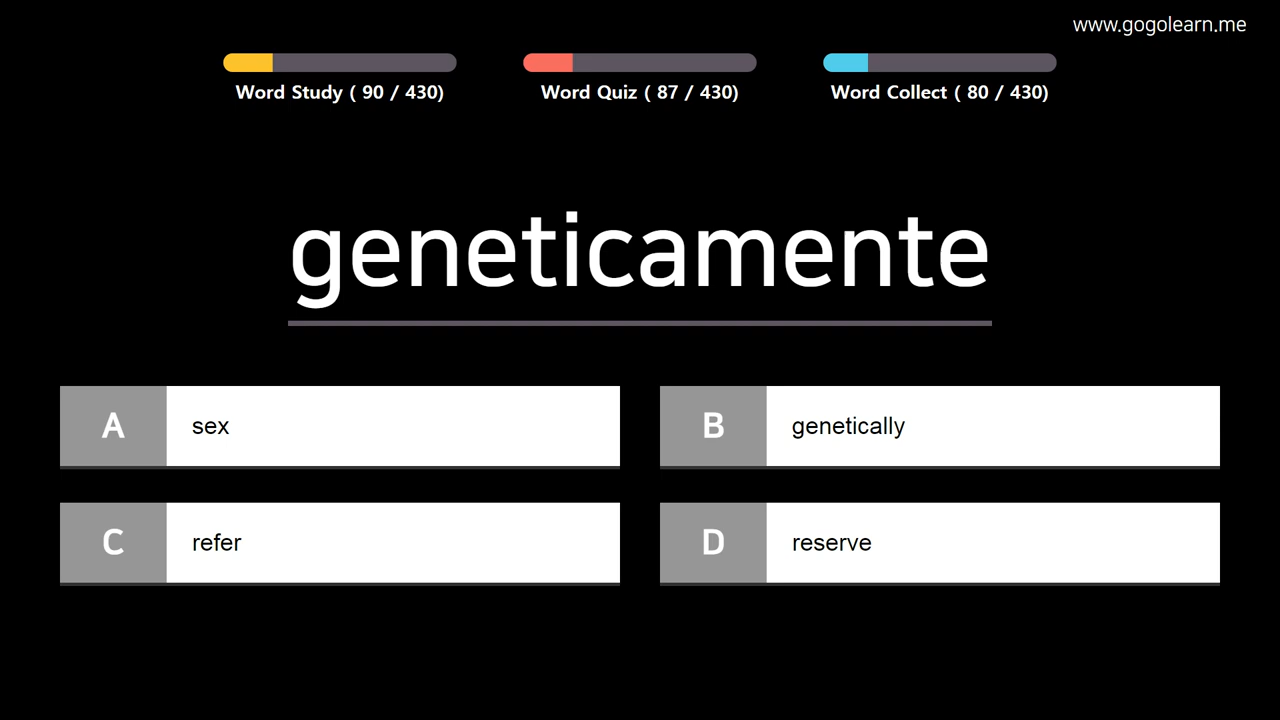 www.gogolearn.me
Word Study ( 90 / 430)
Word Quiz ( 87 / 430)
Word Collect ( 80 / 430)
geneticamente
A sex
B genetically
C refer
D reserve